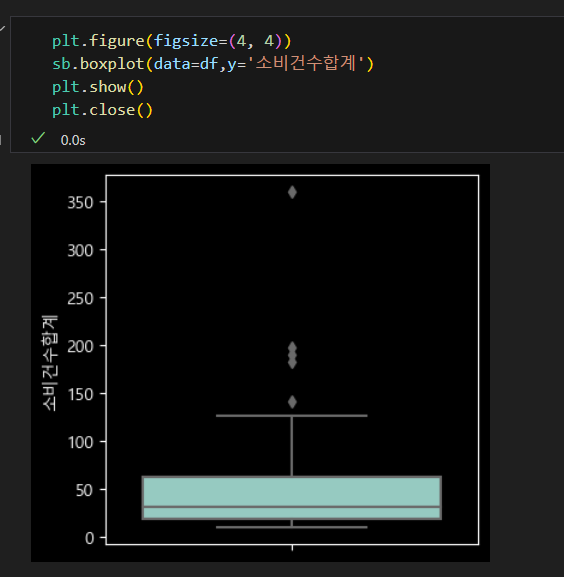 plt.figure(figsize=(4, 4))
sb.boxplot(data=df,y='소비건수합계')
plt.show()
plt.close()
0.0s
350
300
250
200
150
100
50
0
소비건수합계